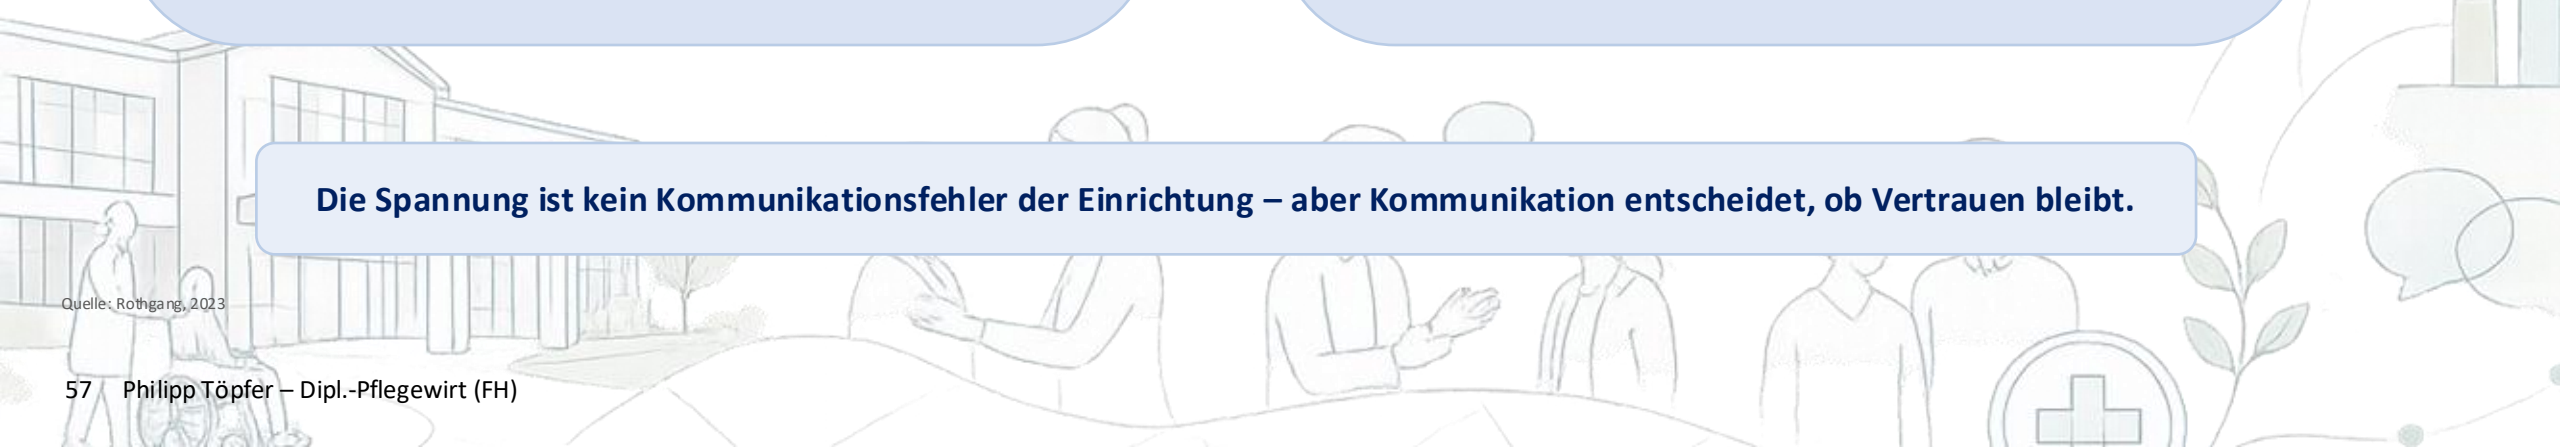 Die Spannung ist kein Kommunikationsfehler der Einrichtung – aber Kommunikation entscheidet, ob Vertrauen bleibt.
Quelle: Rothgang, 2023
57 Philipp Töpfer – Dipl.-Pflegewirt (FH)